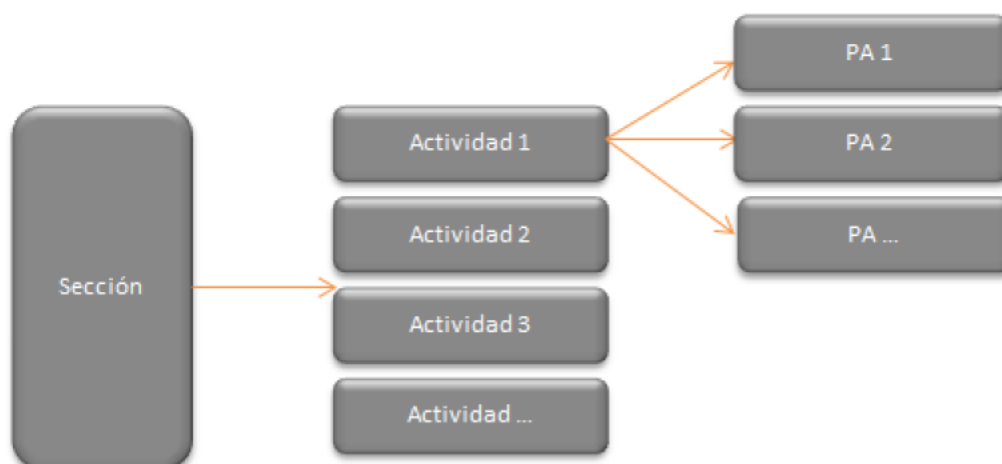 Sección
Actividad 1
Actividad 2
Actividad 3
Actividad ...
PA 1
PA 2
PA ...